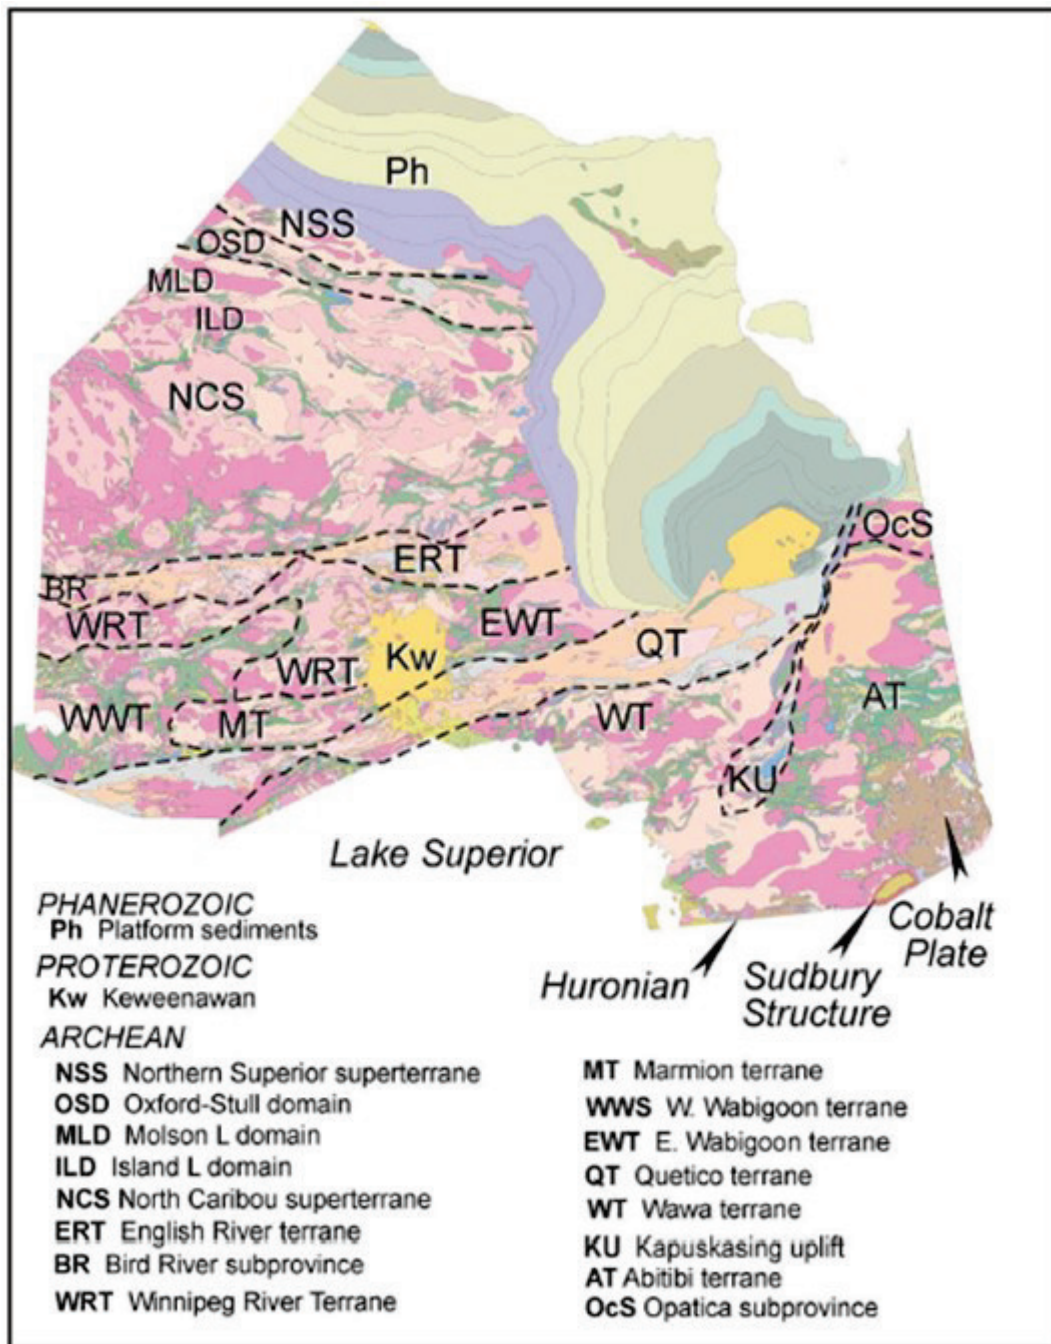 Ph
NSS
OSD
MLD
ILD
NCS
OcS
ERT
BR
WRT
EWT
QT
WRT
Kw
WWT
MT
WT
AT
KU
Lake Superior
Huronian
Sudbury
Structure
Cobalt
Plate
PHANEROZOIC
Ph Platform sediments
PROTEROZOIC
Kw Keweenawan
ARCHEAN
NSS Northern Superior superterrane
OSD Oxford-Stull domain
MLD Molson L domain
ILD Island L domain
NCS North Caribou superterrane
ERT English River terrane
BR Bird River subprovince
WRT Winnipeg River Terrane
MT Marmion terrane
WWS W. Wabigoon terrane
EWT E. Wabigoon terrane
QT Quetico terrane
WT Wawa terrane
KU Kapuskasing uplift
AT Abitibi terrane
OcS Opatica subprovince